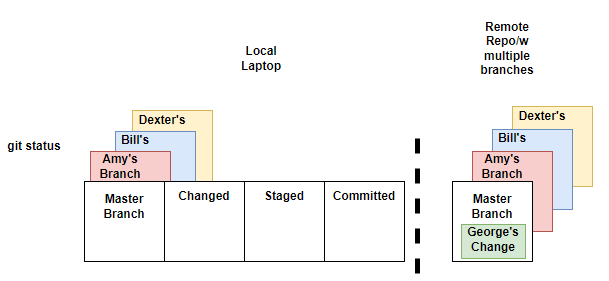 Local
Laptop
Remote
Repo/w
multiple
branches
git status
Dexter's
Bill's
Amy's
Branch
Master
Branch
Changed
Staged
Committed
Dexter's
Bill's
Amy's
Branch
Master
Branch
George's
Change